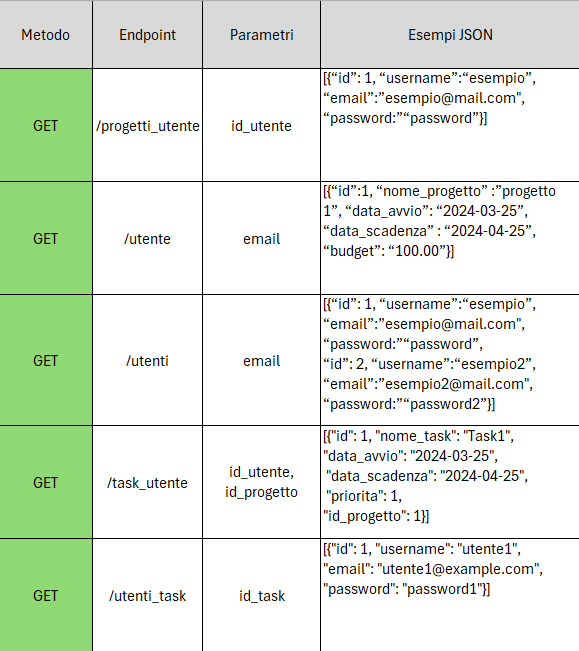 Metodo Endpoint Parametri Esempi JSON
GET /progetti_utente id_utente
[{“id”: 1, “username”:“esempio”,
“email”:”esempio@mail.com",
“password:”“password”}]
GET /utente email
[{“id”:1, “nome_progetto” :”progetto
1”, “data_avvio”: “2024-03-25”,
“data_scadenza” : “2024-04-25”,
“budget”: “100.00”}]
GET /utenti email
[{“id”: 1, “username”:“esempio”,
“email”:”esempio@mail.com",
“password:”“password”,
“id”: 2, “username”:“esempio2”,
“email”:”esempio2@mail.com",
“password:”“password2”}]
GET /task_utente id_utente,
id_progetto
[{"id": 1, "nome_task": "Task1",
"data_avvio": "2024-03-25",
"data_scadenza": "2024-04-25",
"priorita": 1,
"id_progetto": 1}]
GET /utenti_task id_task
[{"id": 1, "username": "utente1",
"email": "utente1@example.com",
"password": "password1"}]